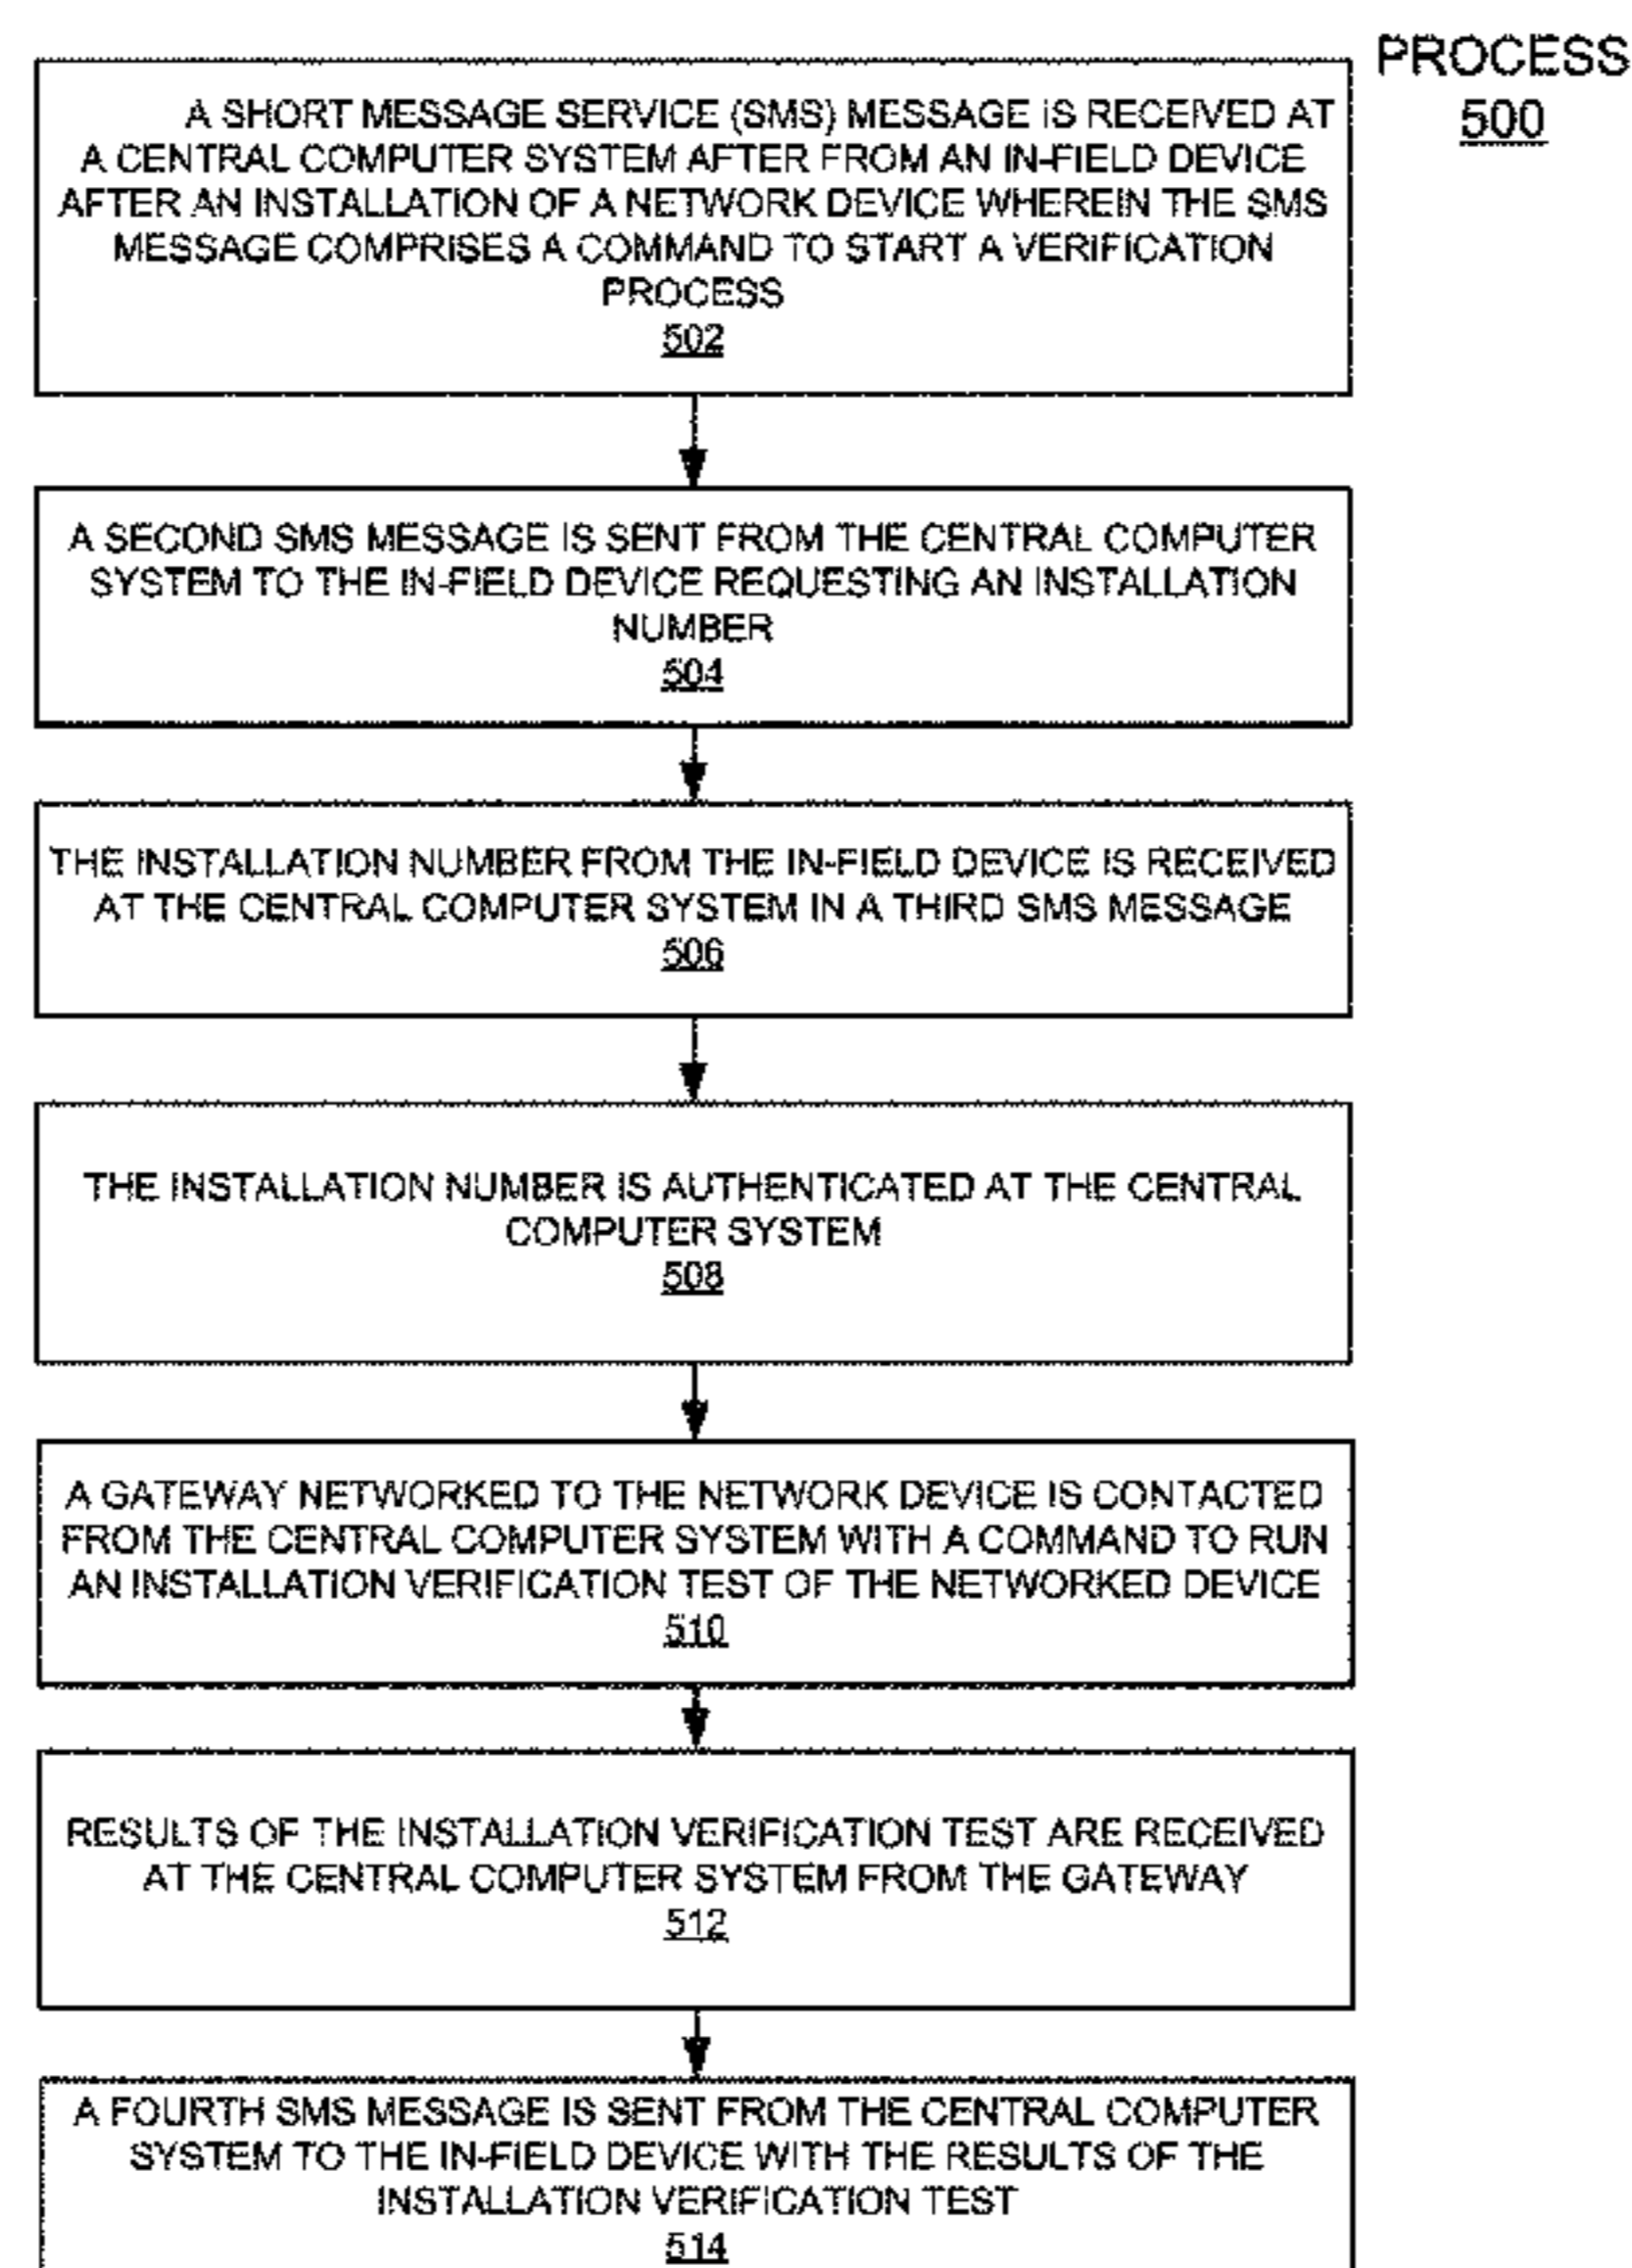 PROCESS
500
A SHORT MESSAGE SERVICE (SMS) MESSAGE IS RECEIVED AT
A CENTRAL COMPUTER SYSTEM AFTER FROM AN IN-FIELD DEVICE
AFTER AN INSTALLATION OF A NETWORK DEVICE WHEREIN THE SMS
MESSAGE COMPRISES A COMMAND TO START A VERIFICATION
PROCESS
502
A SECOND SMS MESSAGE IS SENT FROM THE CENTRAL COMPUTER
SYSTEM TO THE IN-FIELD DEVICE REQUESTING AN INSTALLATION
NUMBER
504
THE INSTALLATION NUMBER FROM THE IN-FIELD DEVICE IS RECEIVED
AT THE CENTRAL COMPUTER SYSTEM IN A THIRD SMS MESSAGE
506
THE INSTALLATION NUMBER IS AUTHENTICATED AT THE CENTRAL
COMPUTER SYSTEM
508
A GATEWAY NETWORKED TO THE NETWORK DEVICE IS CONTACTED
FROM THE CENTRAL COMPUTER SYSTEM WITH A COMMAND TO RUN
AN INSTALLATION VERIFICATION TEST OF THE NETWORKED DEVICE
510
RESULTS OF THE INSTALLATION VERIFICATION TEST ARE RECEIVED
AT THE CENTRAL COMPUTER SYSTEM FROM THE GATEWAY
512
A FOURTH SMS MESSAGE IS SENT FROM THE CENTRAL COMPUTER
SYSTEM TO THE IN-FIELD DEVICE WITH THE RESULTS OF THE
INSTALLATION VERIFICATION TEST
514